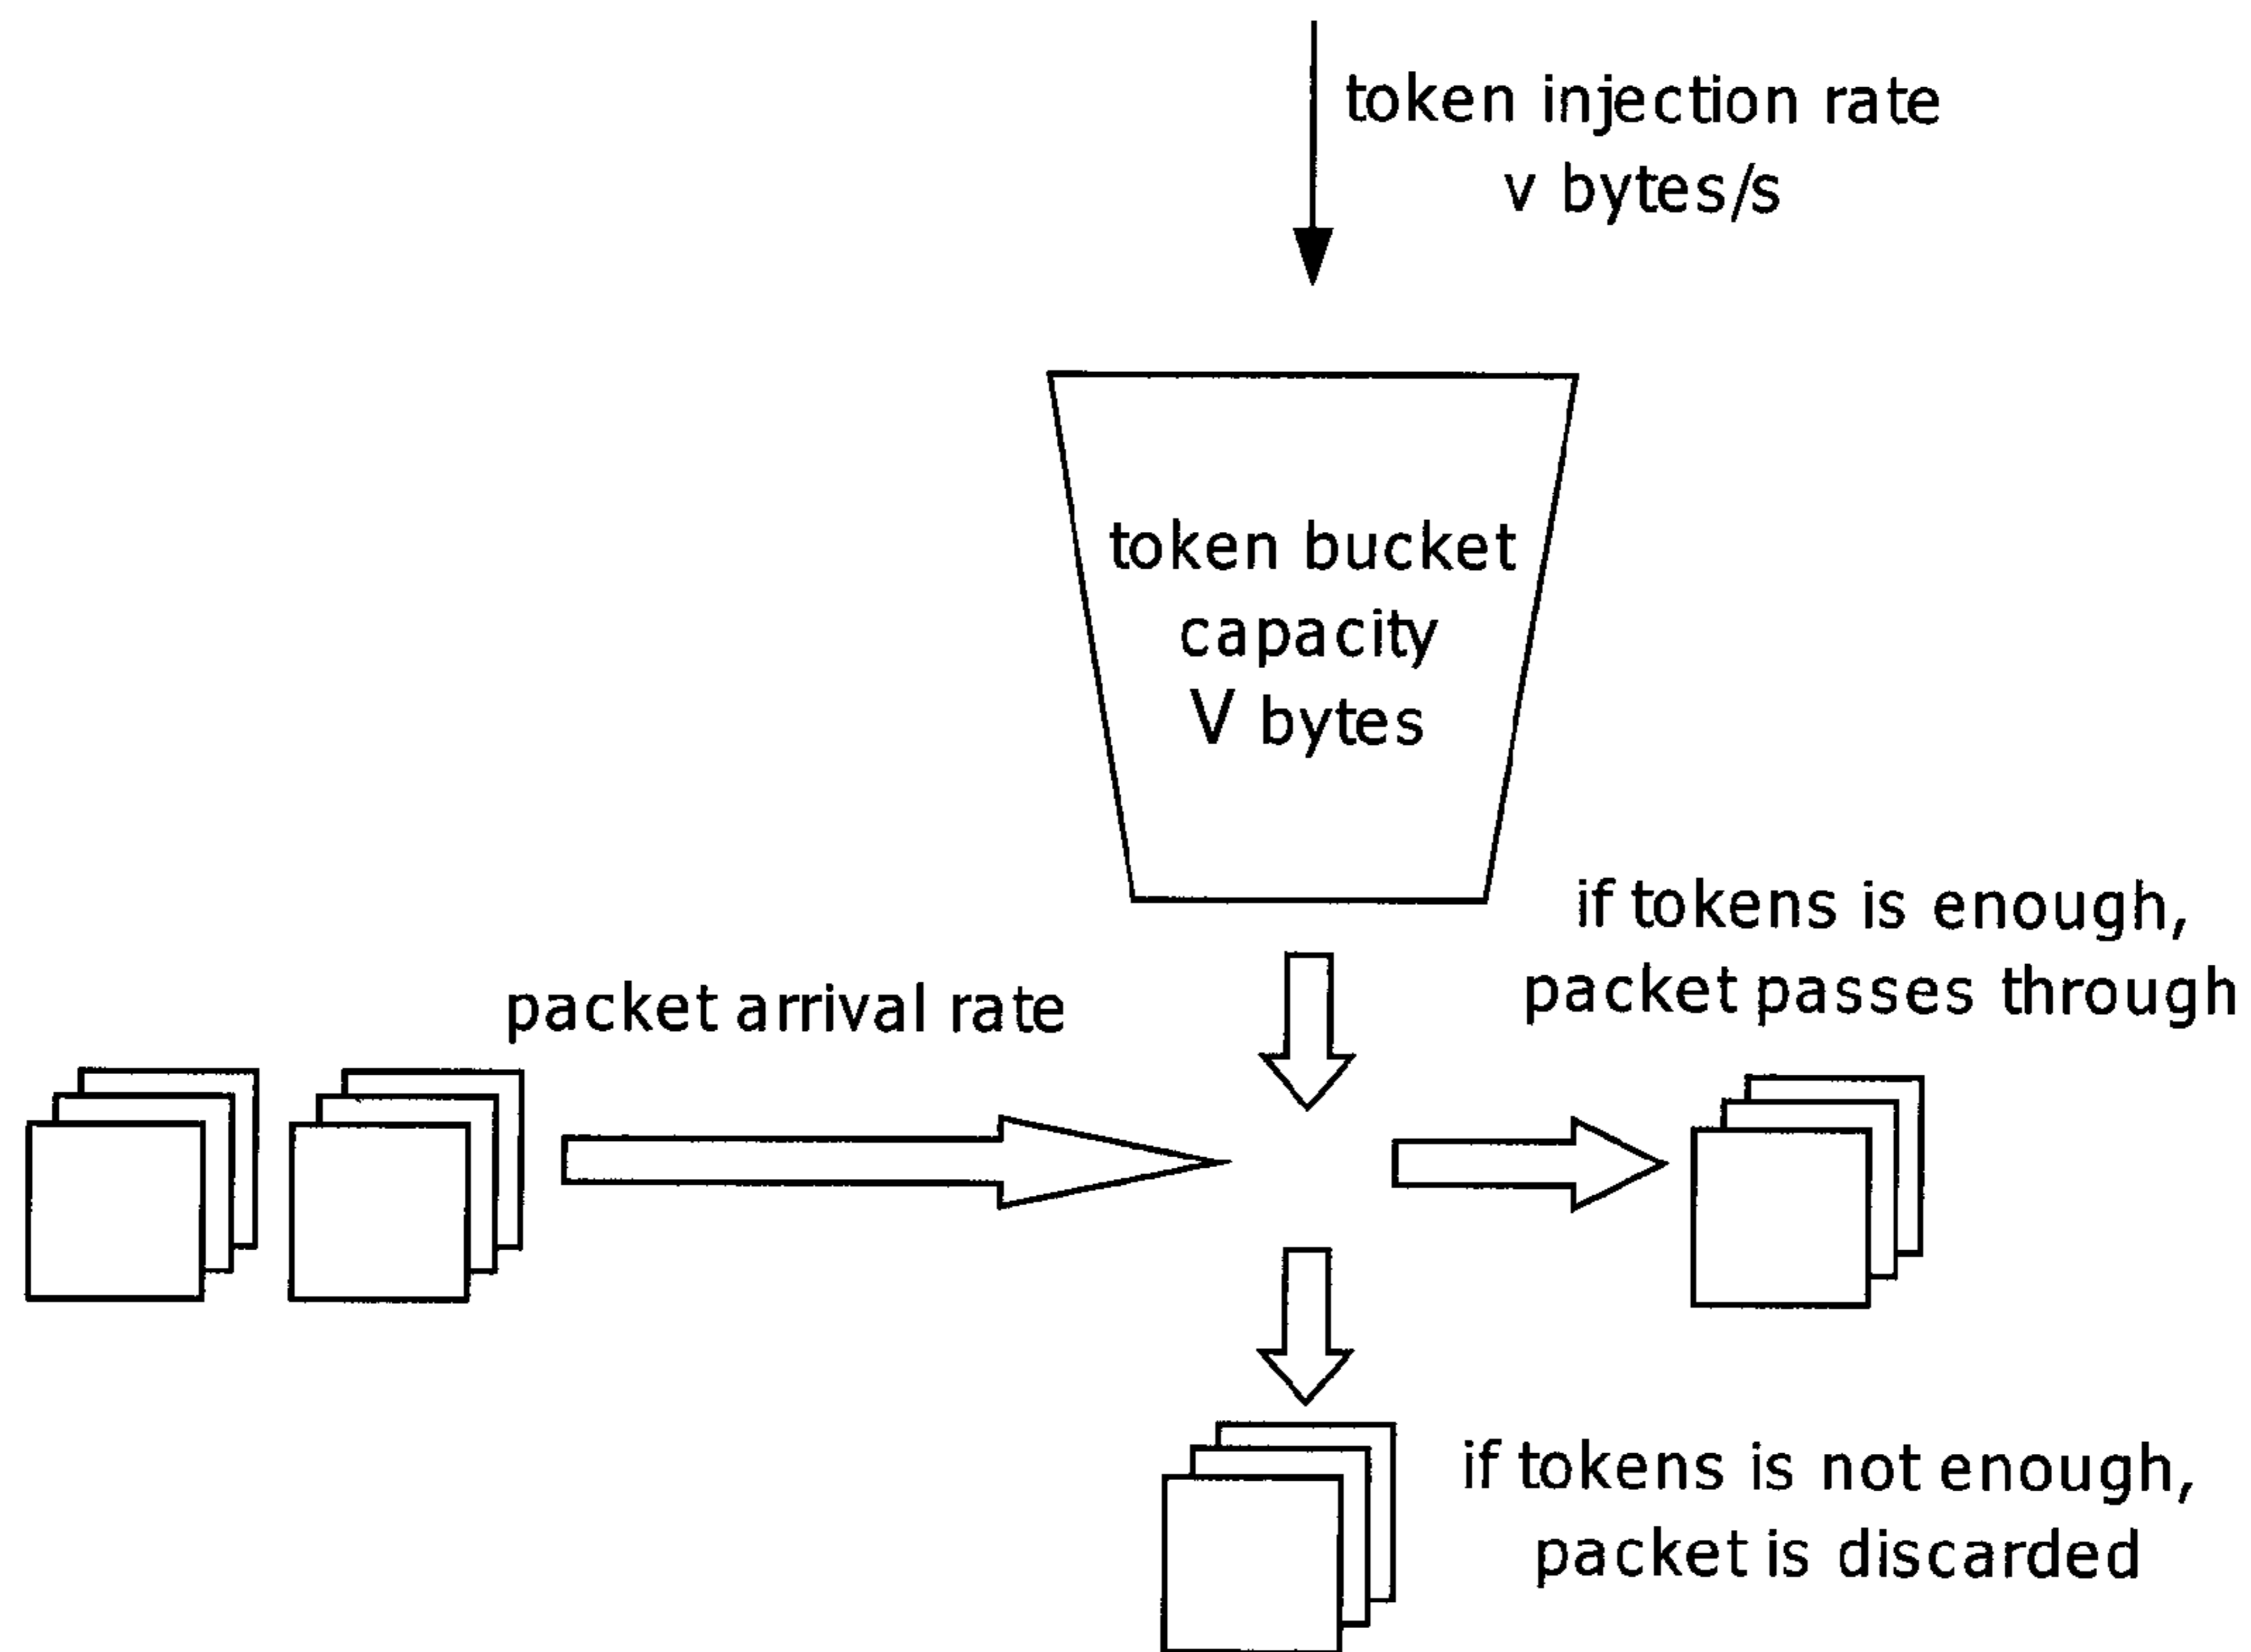 token injection rate
v bytes/s
token bucket
capacity
V bytes
if tokens is enough,
packet passes through
packet arrival rate
if tokens is not enough,
packet is discarded